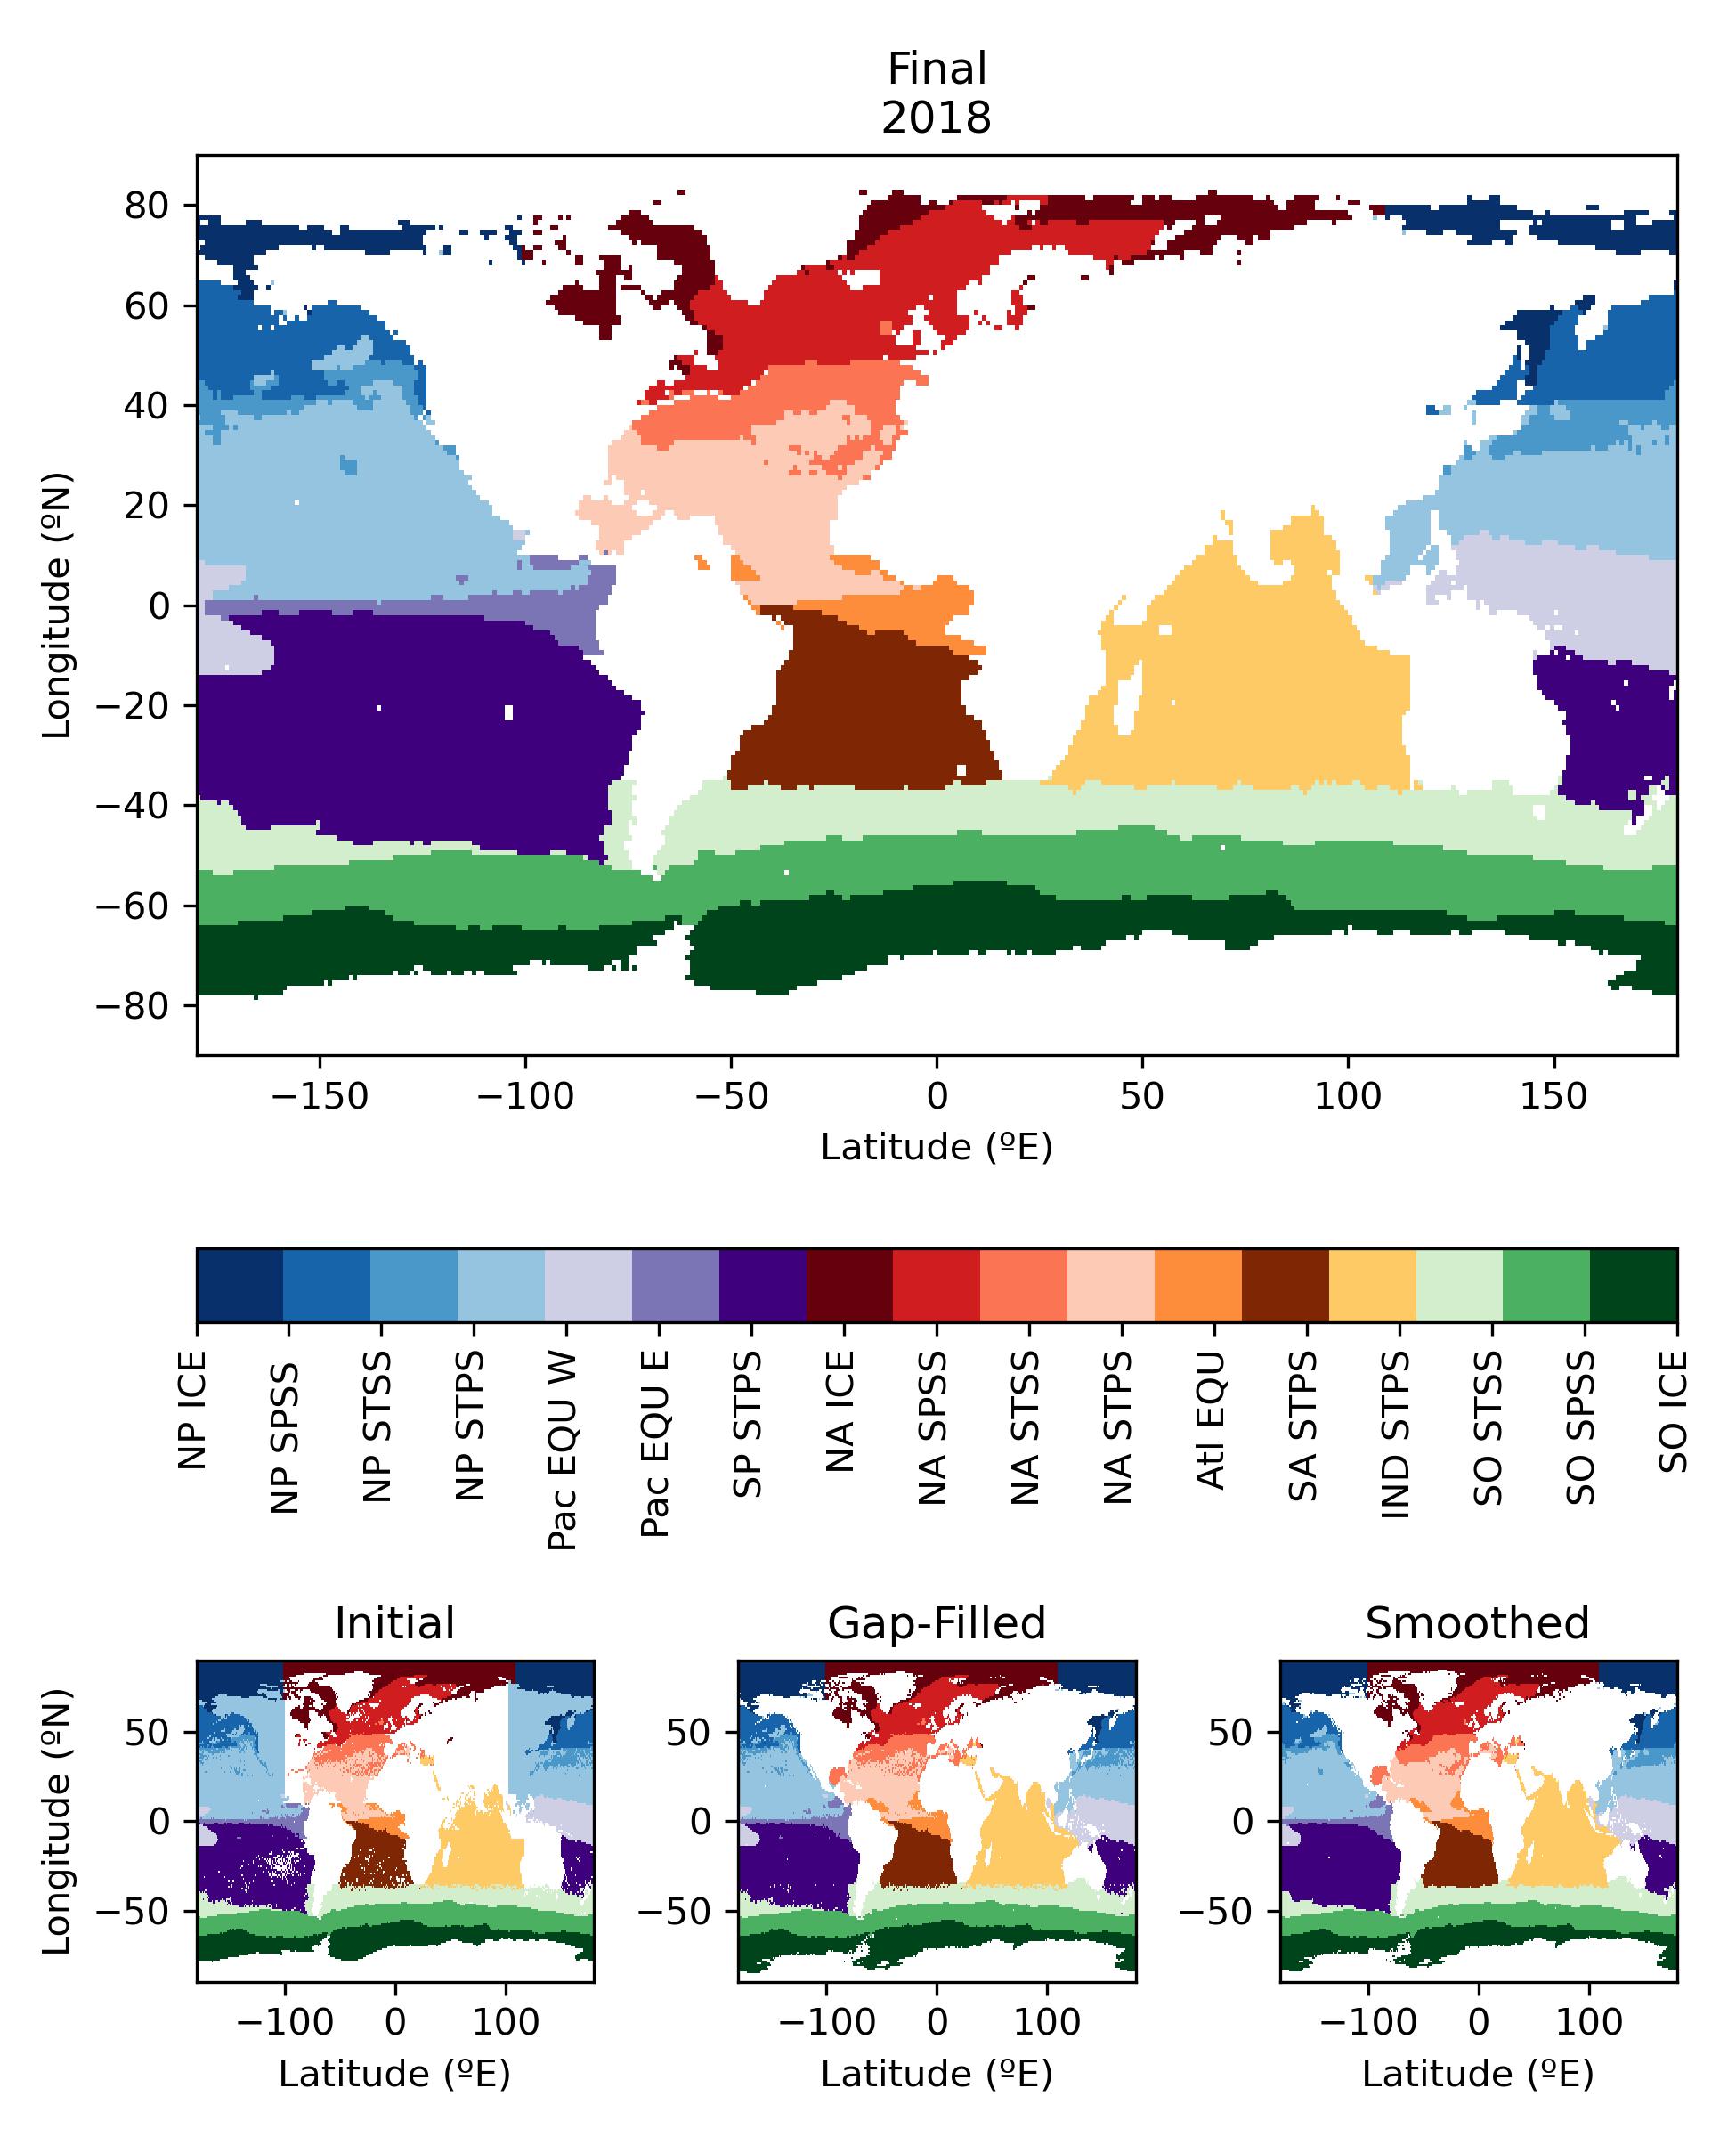 Final
2018
80
60
40
20
0
−20
−40
−60
−80
Longitude (ºN)
−150 −100 −50 0 50 100 150
Latitude (ºE)
NP ICE
NP SPSS
NP STSS
NP STPS
Pac EQU W
Pac EQU E
SP STPS
NA ICE
NA SPSS
NA STSS
NA STPS
Atl EQU
SA STPS
IND STPS
SO STSS
SO SPSS
SO ICE
Initial
50
0
−50
Longitude (ºN)
−100 0 100
Latitude (ºE)
Gap-Filled
50
0
−50
−100 0 100
Latitude (ºE)
Smoothed
50
0
−50
−100 0 100
Latitude (ºE)